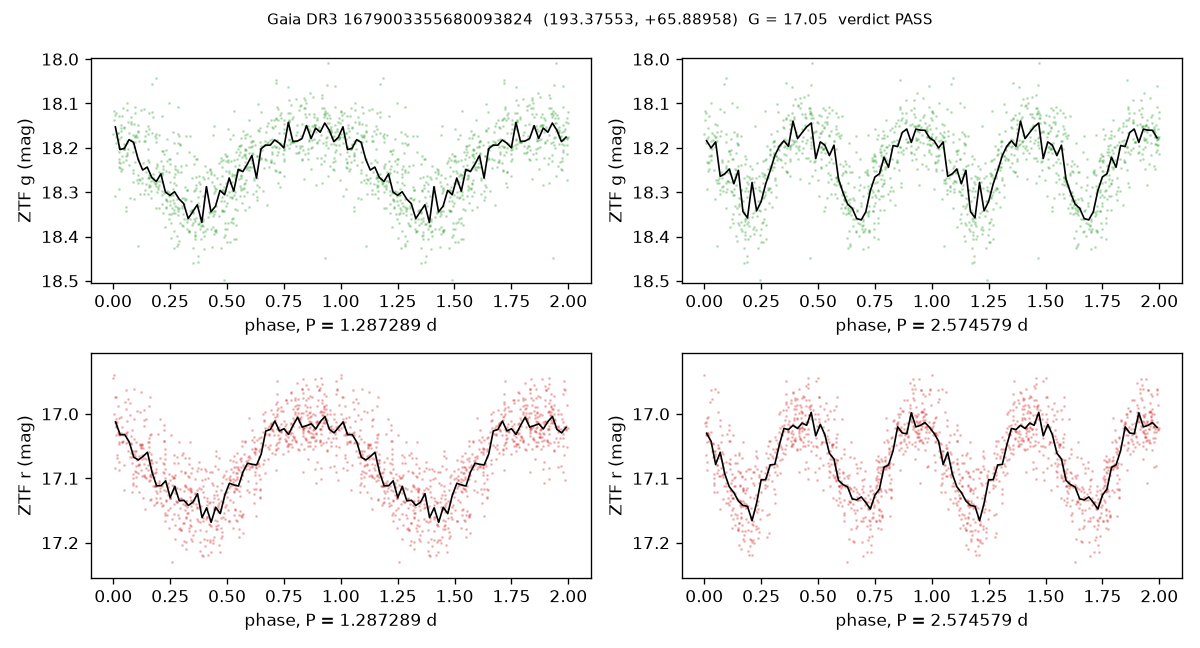 Gaia DR3 1679003355680093824 (193.37553, +65.88958) G = 17.05 verdict PASS
ZTF g (mag)
18.0
18.1
18.2
18.3
18.4
18.5
0.00 0.25 0.50 0.75 1.00 1.25 1.50 1.75 2.00
phase, P = 1.287289 d
ZTF g (mag)
18.0
18.1
18.2
18.3
18.4
18.5
0.00 0.25 0.50 0.75 1.00 1.25 1.50 1.75 2.00
phase, P = 2.574579 d
ZTF r (mag)
17.0
17.1
17.2
0.00 0.25 0.50 0.75 1.00 1.25 1.50 1.75 2.00
phase, P = 1.287289 d
ZTF r (mag)
17.0
17.1
17.2
0.00 0.25 0.50 0.75 1.00 1.25 1.50 1.75 2.00
phase, P = 2.574579 d